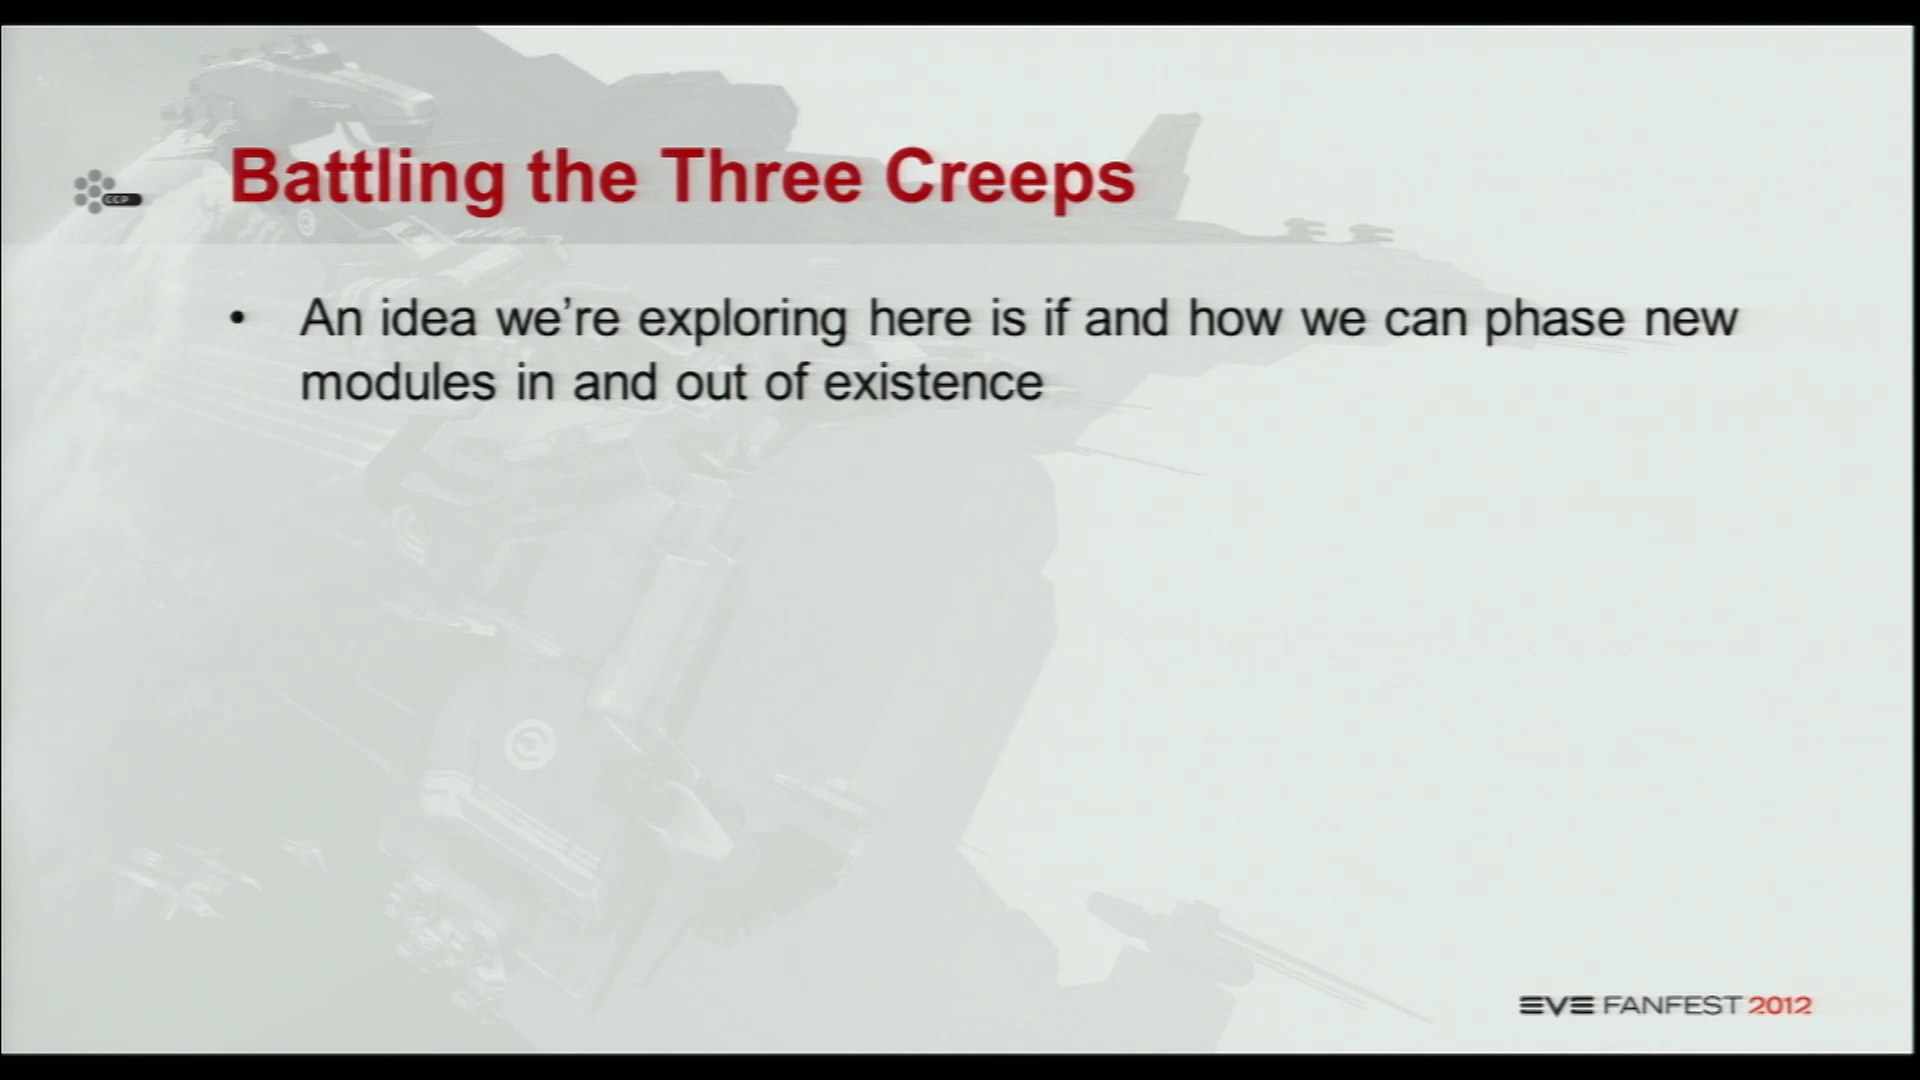 Battling the Three Creeps
CCP
• An idea we’re exploring here is if and how we can phase new
modules in and out of existence
EVE FANFEST 2012